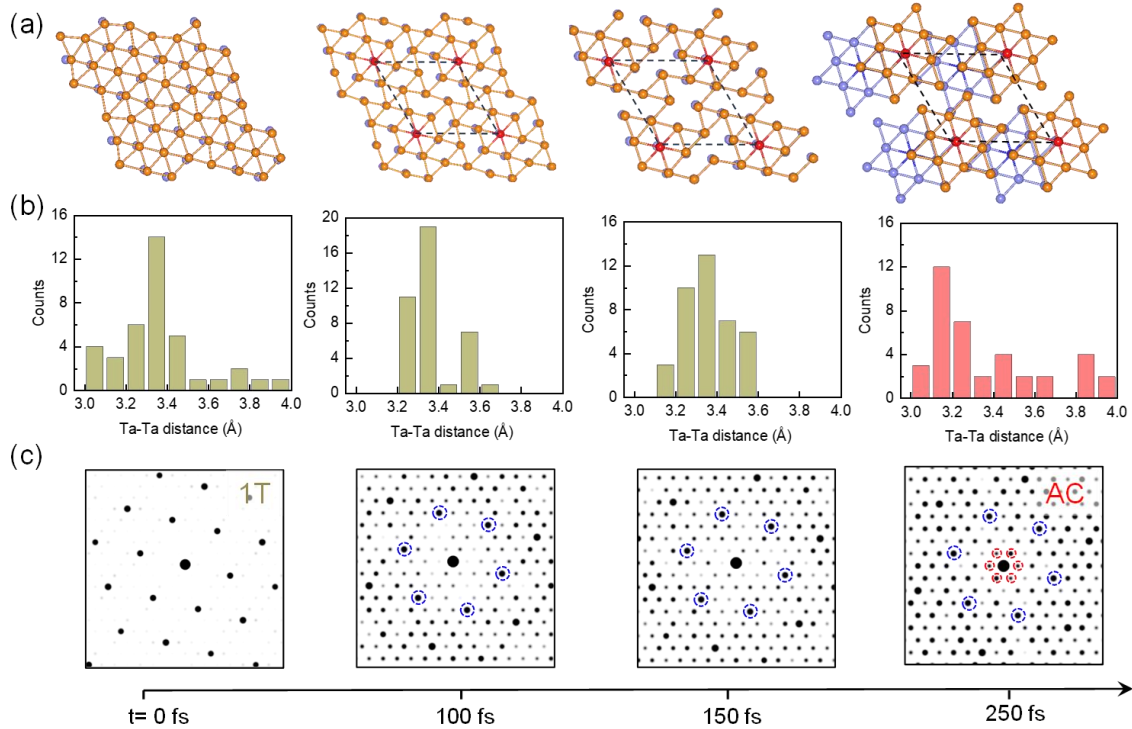 (a)
(b)
16
12
8
4
0
Counts
3.0 3.2 3.4 3.6 3.8 4.0
Ta-Ta distance (Å)
20
16
12
8
4
0
Counts
3.0 3.2 3.4 3.6 3.8 4.0
Ta-Ta distance (Å)
16
12
8
4
0
Counts
3.0 3.2 3.4 3.6 3.8 4.0
Ta-Ta distance (Å)
16
12
8
4
0
Counts
3.0 3.2 3.4 3.6 3.8 4.0
Ta-Ta distance (Å)
(c)
1T
AC
t= 0 fs
100 fs
150 fs
250 fs